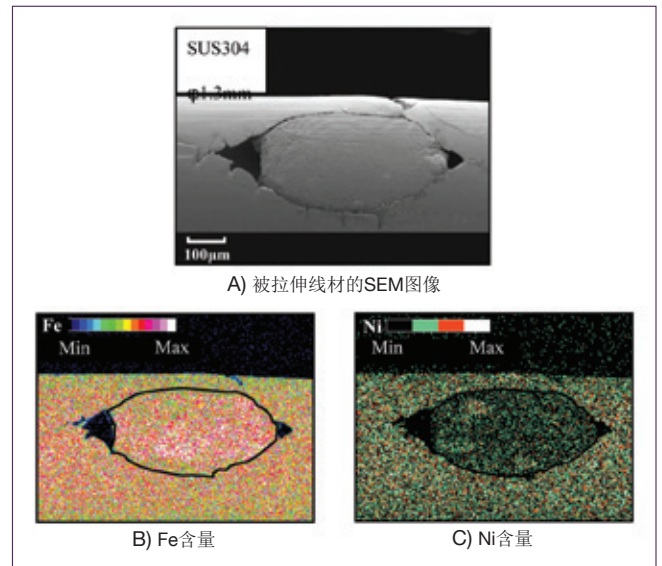 SUS304
φ1.3mm
100μm
A) 被拉伸线材的SEM图像
Fe
Min Max
Ni
Min Max
B) Fe含量
C) Ni含量